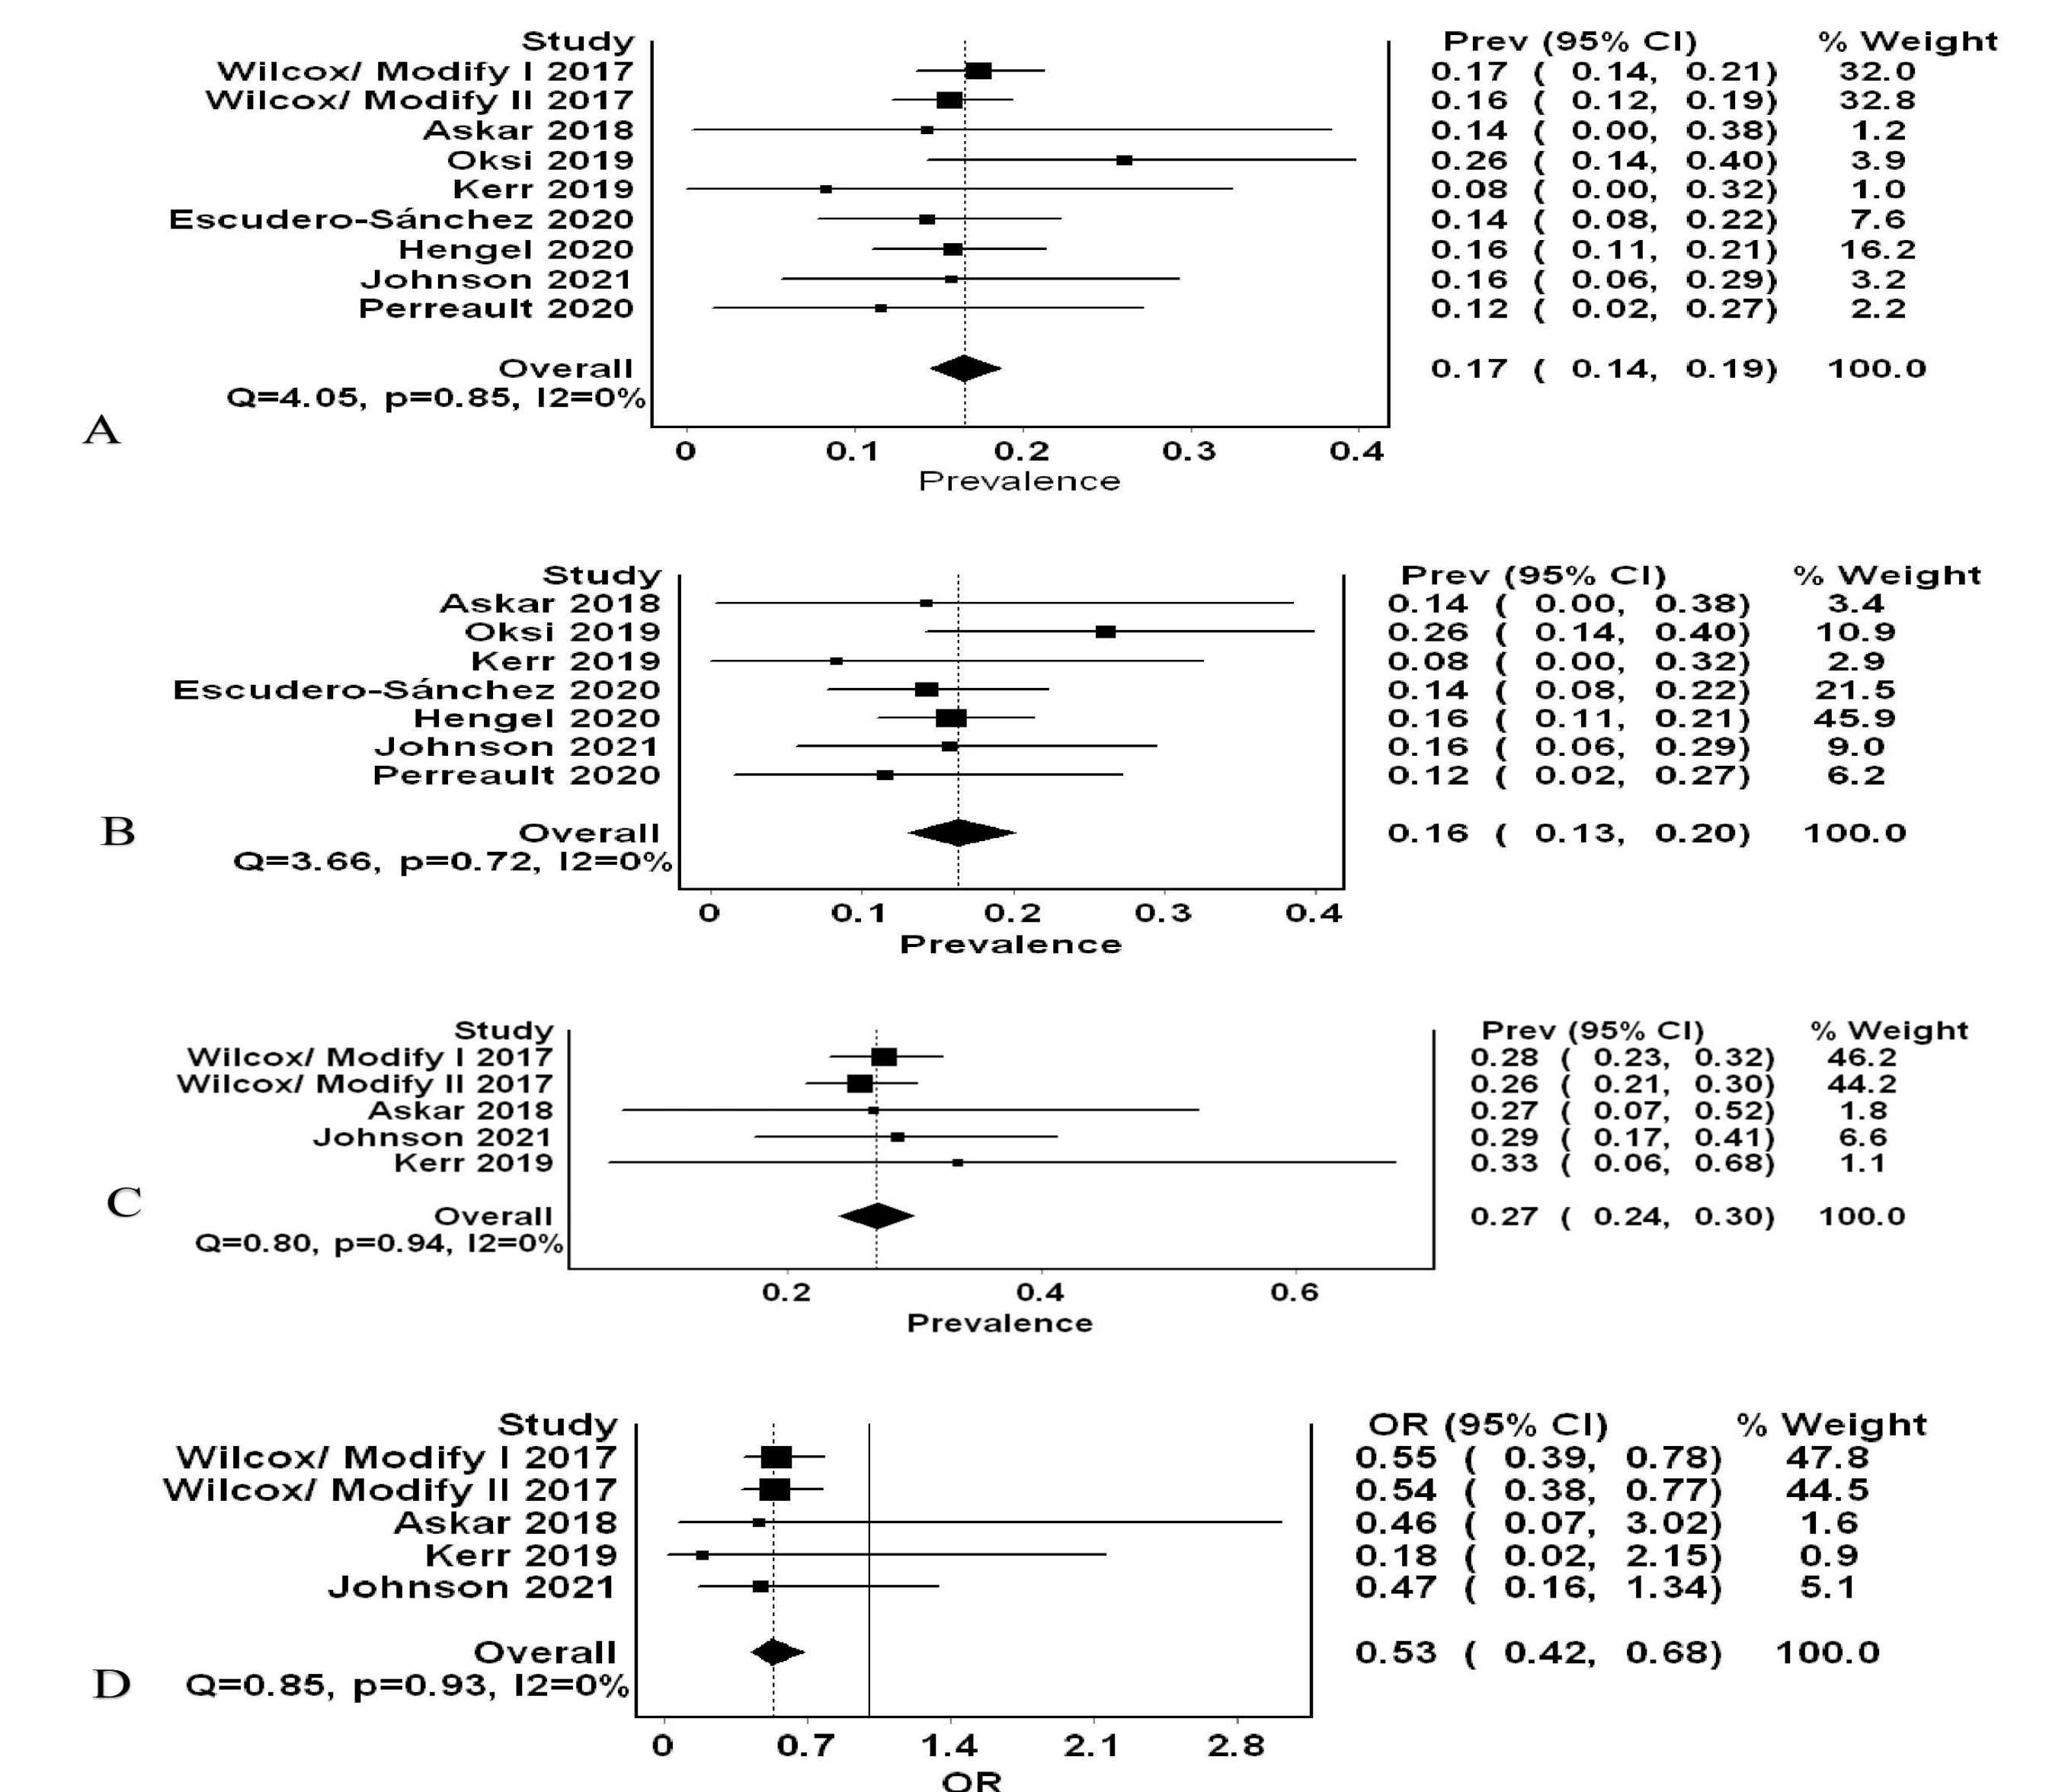 Study Prev (95% CI) % Weight
Wilcox/ Modify I 2017 0.17 ( 0.14, 0.21) 32.0
Wilcox/ Modify II 2017 0.16 ( 0.12, 0.19) 32.8
Askar 2018 0.14 ( 0.00, 0.38) 1.2
Oksi 2019 0.26 ( 0.14, 0.40) 3.9
Kerr 2019 0.08 ( 0.00, 0.32) 1.0
Escudero-Sánchez 2020 0.14 ( 0.08, 0.22) 7.6
Hengel 2020 0.16 ( 0.11, 0.21) 16.2
Johnson 2021 0.16 ( 0.06, 0.29) 3.2
Perreault 2020 0.12 ( 0.02, 0.27) 2.2
Overall 0.17 ( 0.14, 0.19) 100.0
Q=4.05, p=0.85, I2=0%
A
0 0.1 0.2 0.3 0.4
Prevalence
Study Prev (95% CI) % Weight
Askar 2018 0.14 ( 0.00, 0.38) 3.4
Oksi 2019 0.26 ( 0.14, 0.40) 10.9
Kerr 2019 0.08 ( 0.00, 0.32) 2.9
Escudero-Sánchez 2020 0.14 ( 0.08, 0.22) 21.5
Hengel 2020 0.16 ( 0.11, 0.21) 45.9
Johnson 2021 0.16 ( 0.06, 0.29) 9.0
Perreault 2020 0.12 ( 0.02, 0.27) 6.2
B Overall 0.16 ( 0.13, 0.20) 100.0
Q=3.66, p=0.72, I2=0%
0 0.1 0.2 0.3 0.4
Prevalence
Study Prev (95% CI) % Weight
Wilcox/ Modify I 2017 0.28 ( 0.23, 0.32) 46.2
Wilcox/ Modify II 2017 0.26 ( 0.21, 0.30) 44.2
Askar 2018 0.27 ( 0.07, 0.52) 1.8
Johnson 2021 0.29 ( 0.17, 0.41) 6.6
Kerr 2019 0.33 ( 0.06, 0.68) 1.1
C
Overall 0.27 ( 0.24, 0.30) 100.0
Q=0.80, p=0.94, I2=0%
0.2 0.4 0.6
Prevalence
Study OR (95% CI) % Weight
Wilcox/ Modify I 2017 0.55 ( 0.39, 0.78) 47.8
Wilcox/ Modify II 2017 0.54 ( 0.38, 0.77) 44.5
Askar 2018 0.46 ( 0.07, 3.02) 1.6
Kerr 2019 0.18 ( 0.02, 2.15) 0.9
Johnson 2021 0.47 ( 0.16, 1.34) 5.1
Overall 0.53 ( 0.42, 0.68) 100.0
D Q=0.85, p=0.93, I2=0%
0 0.7 1.4 2.1 2.8
OR